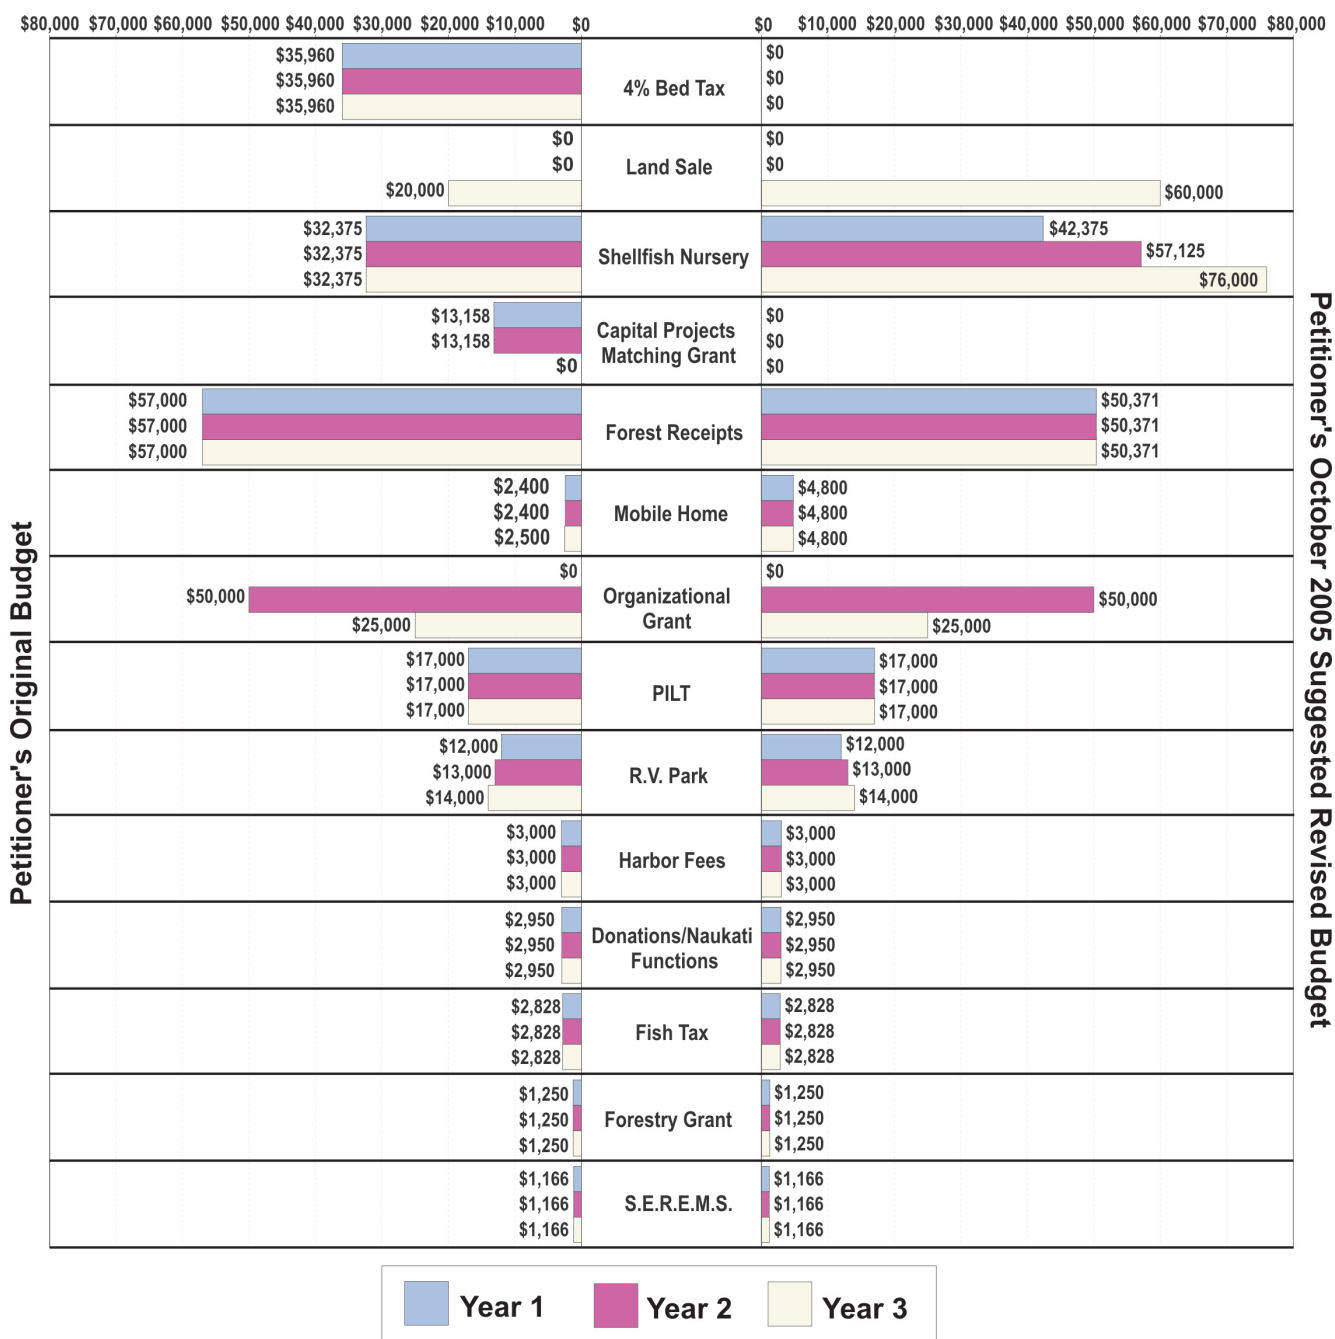 $80,000 $70,000 $60,000 $50,000 $40,000 $30,000 $20,000 $10,000 $0 $0 $10,000 $20,000 $30,000 $40,000 $50,000 $60,000 $70,000 $80,000
Petitioner's Original Budget
Petitioner's October 2005 Suggested Revised Budget
$35,960 $0
$35,960 4% Bed Tax $0
$35,960 $0
$0 $0
$0 Land Sale $0
$20,000 $60,000
$32,375 $42,375
$32,375 Shellfish Nursery $57,125
$32,375 $76,000
$13,158 $0
$13,158 Capital Projects $0
Matching Grant
$0 $0
$57,000 $50,371
$57,000 Forest Receipts $50,371
$57,000 $50,371
$2,400 $4,800
$2,400 Mobile Home $4,800
$2,500 $4,800
$0 $0
$50,000 Organizational $50,000
Grant
$25,000 $25,000
$17,000 $17,000
$17,000 PILT $17,000
$17,000 $17,000
$12,000 $12,000
$13,000 R.V. Park $13,000
$14,000 $14,000
$3,000 $3,000
$3,000 Harbor Fees $3,000
$3,000 $3,000
$2,950 $2,950
$2,950 Donations/Naukati $2,950
Functions
$2,950 $2,950
$2,828 $2,828
$2,828 Fish Tax $2,828
$2,828 $2,828
$1,250 $1,250
$1,250 Forestry Grant $1,250
$1,250 $1,250
$1,166 $1,166
$1,166 S.E.R.E.M.S. $1,166
$1,166 $1,166
Year 1 Year 2 Year 3